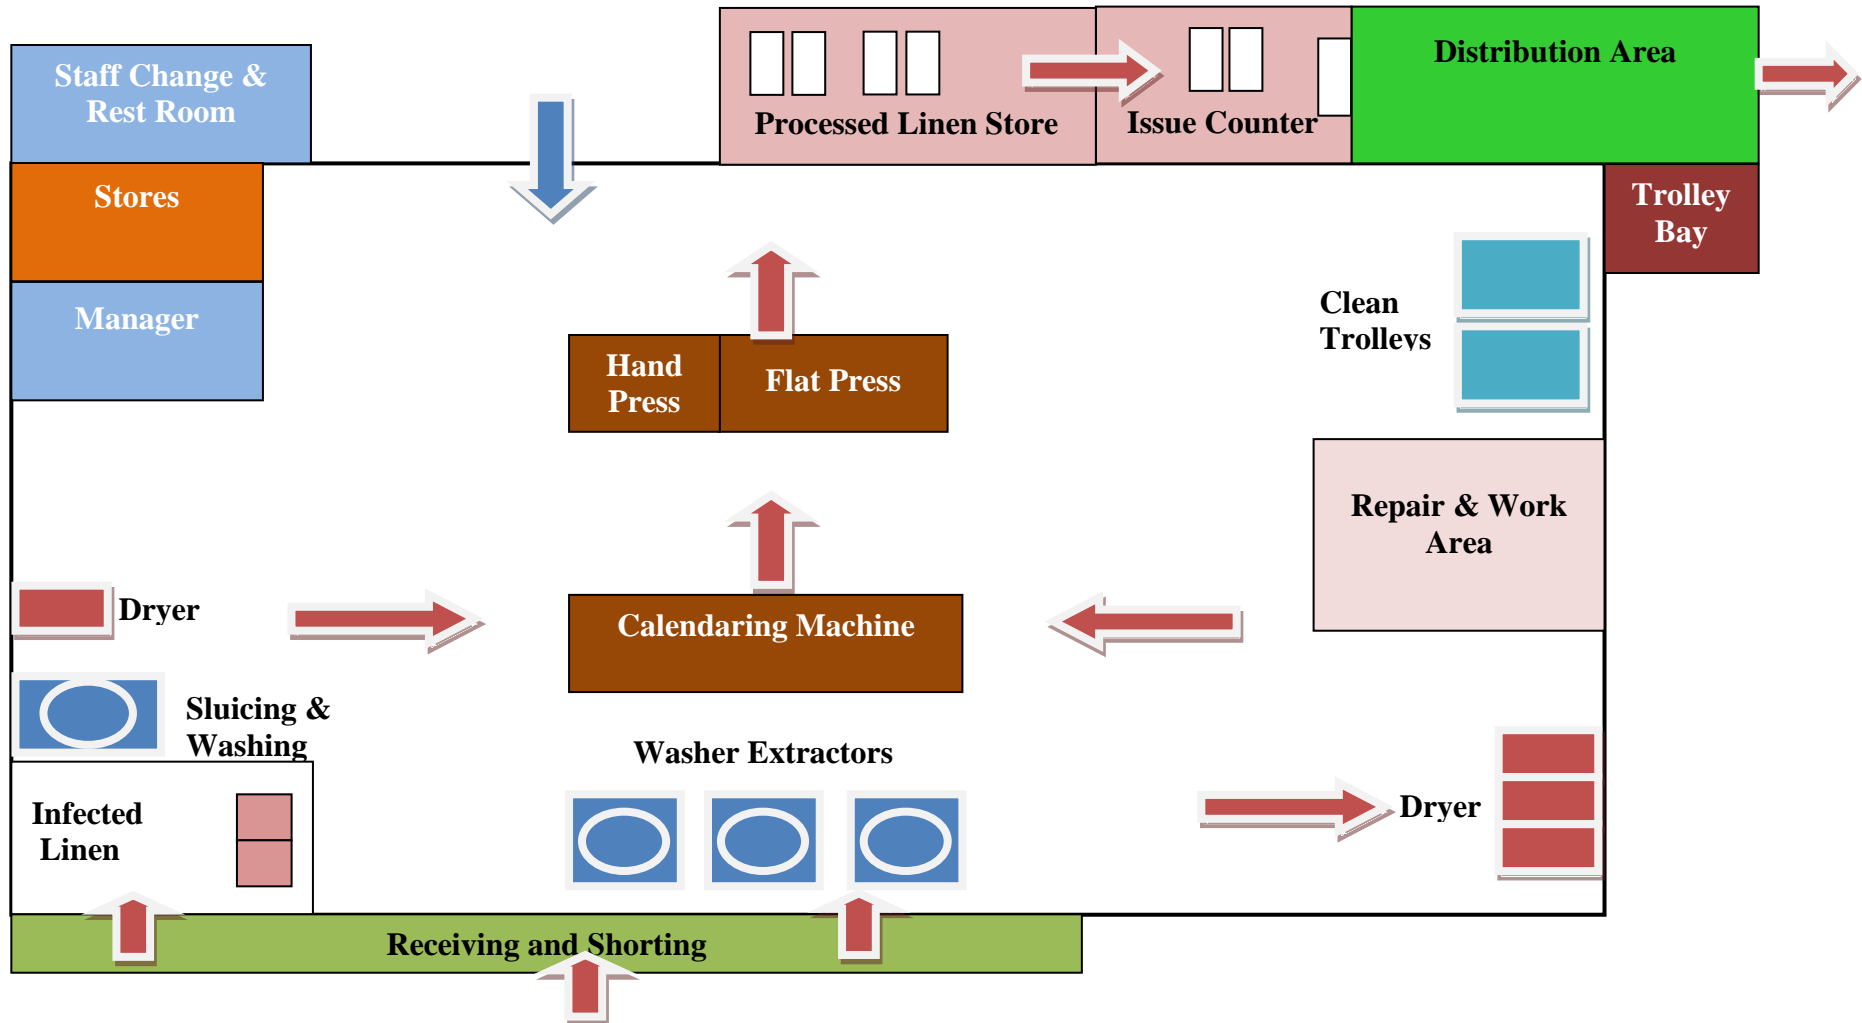 Staff Change &
Rest Room
Processed Linen Store
Issue Counter
Distribution Area
Stores
Trolley
Bay
Manager
Clean
Trolleys
Hand
Press
Flat Press
Repair & Work
Area
Dryer
Calendaring Machine
Sluicing &
Washing
Washer Extractors
Infected
Linen
Dryer
Receiving and Shorting